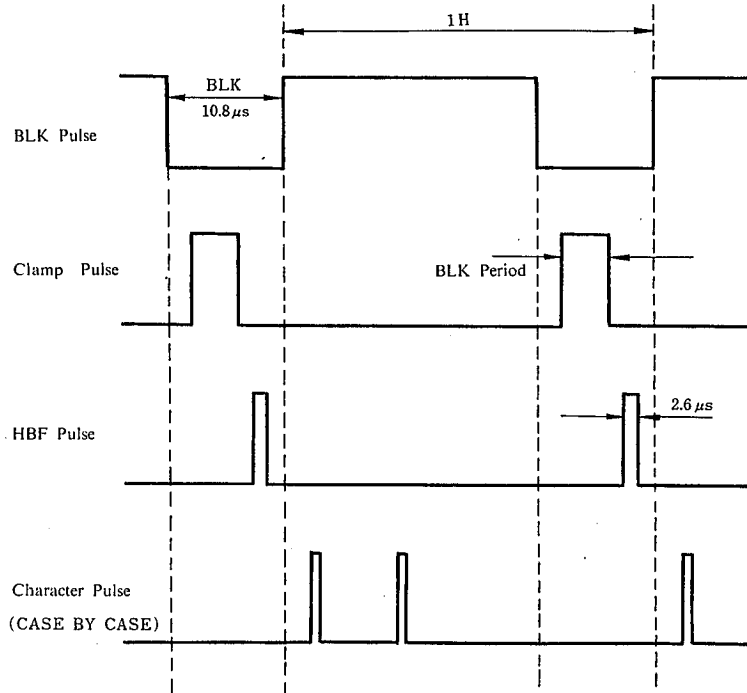 1H
BLK
10.8μs
BLK Pulse
Clamp Pulse
BLK Period
HBF Pulse
2.6μs
Character Pulse
(CASE BY CASE)